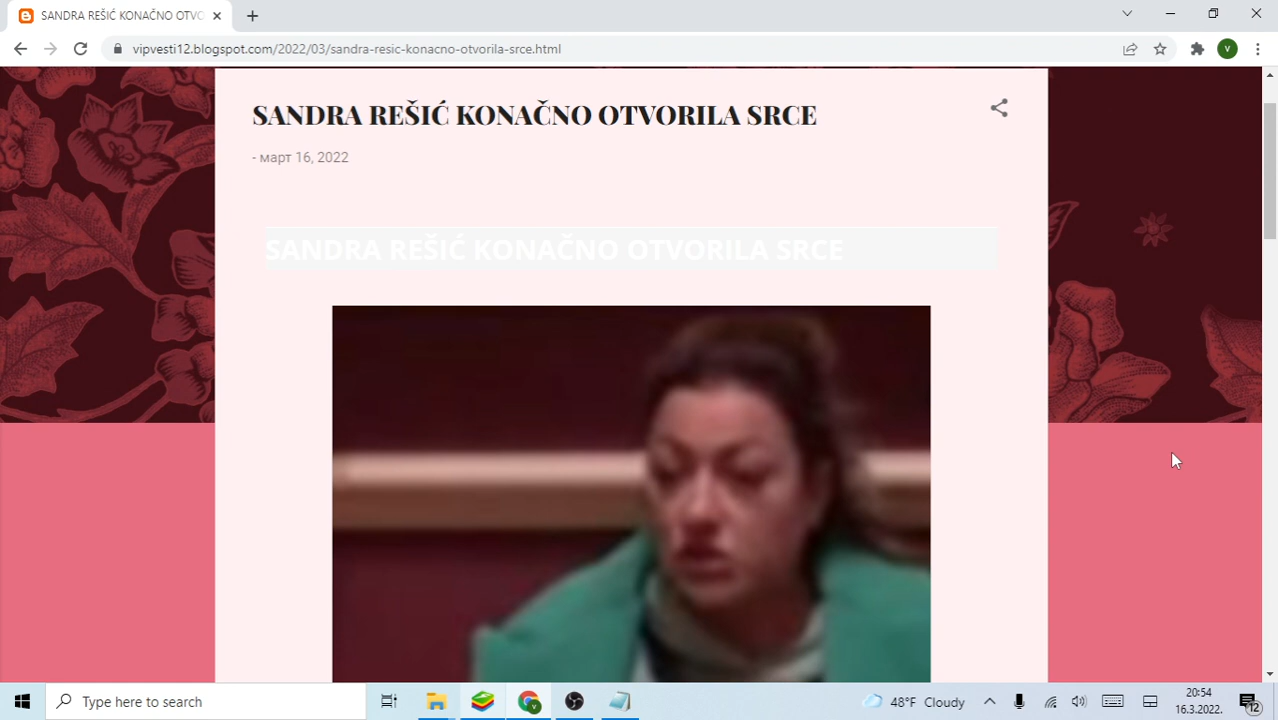 SANDRA REŠIĆ KONAČNO OTVO
vipvesti12.blogspot.com/2022/03/sandra-resic-konacno-otvorila-srce.html
V
SANDRA REŠIĆ KONAČNO OTVORILA SRCE
- март 16, 2022
SANDRA REŠIĆ KONAČNO OTVORILA SRCE
Type here to search
48°F Cloudy
20:54
16.3.2022.
12